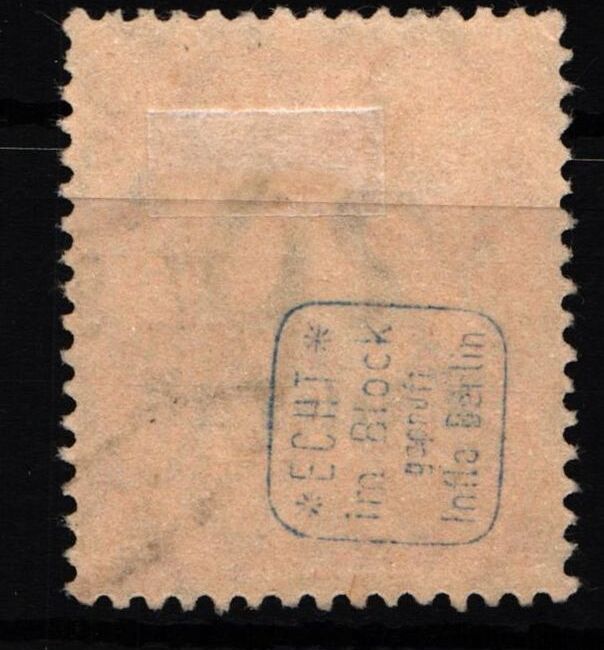 *ECHT*
im Block
geprüft
Infla Berlin